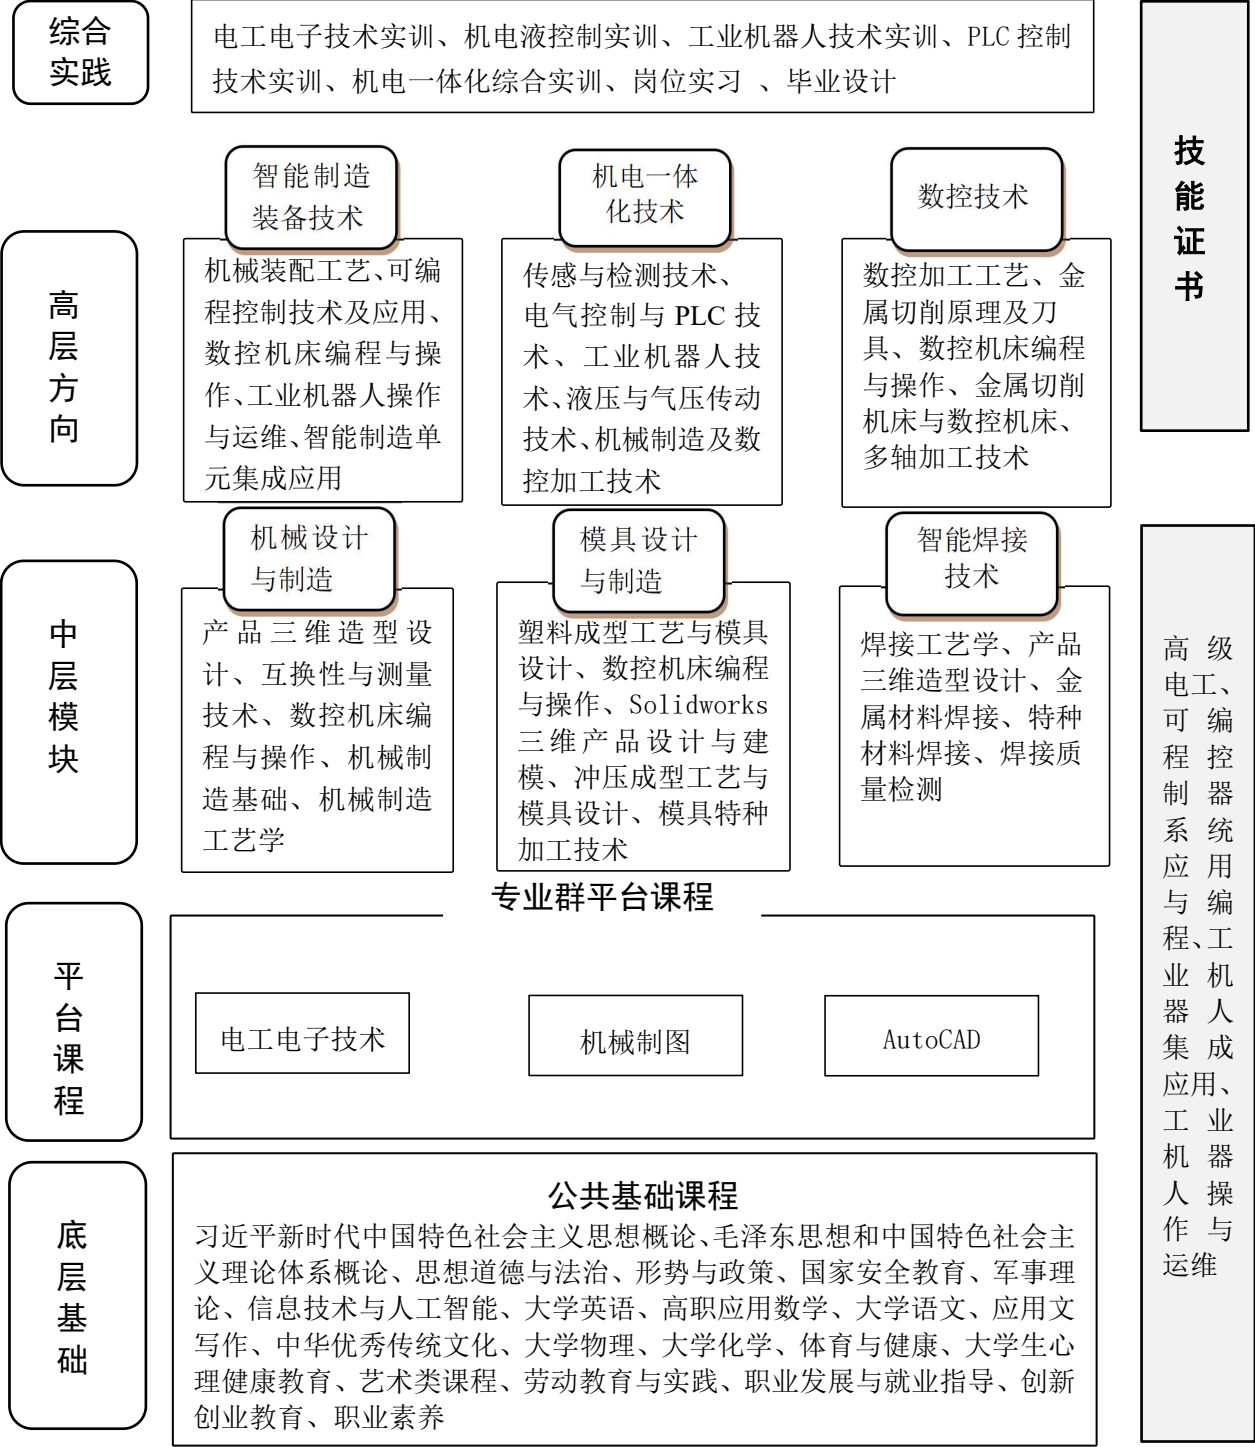 综合
实践
电工电子技术实训、机电液控制实训、工业机器人技术实训、PLC 控制
技术实训、机电一体化综合实训、岗位实习 、毕业设计
技
能
证
书
高
层
方
向
智能制造
装备技术
机械装配工艺、可编
程控制技术及应用、
数控机床编程与操
作、工业机器人操作
与运维、智能制造单
元集成应用
机电一体
化技术
传感与检测技术、
电气控制与 PLC 技
术、工业机器人技
术、液压与气压传动
技术、机械制造及数
控加工技术
数控技术
数控加工工艺、金
属切削原理及刀
具、数控机床编程
与操作、金属切削
机床与数控机床、
多轴加工技术
中
层
模
块
机械设计
与制造
产品三维造型设
计、互换性与测量
技术、数控机床编
程与操作、机械制
造基础、机械制造
工艺学
模具设计
与制造
塑料成型工艺与模具
设计、数控机床编程
与操作、Solidworks
三维产品设计与建
模、冲压成型工艺与
模具设计、模具特种
加工技术
智能焊接
技术
焊接工艺学、产品
三维造型设计、金
属材料焊接、特种
材料焊接、焊接质
量检测
高级
电工、
可编
程控
制器
系统
应用
与编
程、工
业机
器人
集成
应用、
工业
机器
人操
作与
运维
平
台
课
程
专业群平台课程
电工电子技术
机械制图
AutoCAD
底
层
基
础
公共基础课程
习近平新时代中国特色社会主义思想概论、毛泽东思想和中国特色社会主
义理论体系概论、思想道德与法治、形势与政策、国家安全教育、军事理
论、信息技术与人工智能、大学英语、高职应用数学、大学语文、应用文
写作、中华优秀传统文化、大学物理、大学化学、体育与健康、大学生心
理健康教育、艺术类课程、劳动教育与实践、职业发展与就业指导、创新
创业教育、职业素养